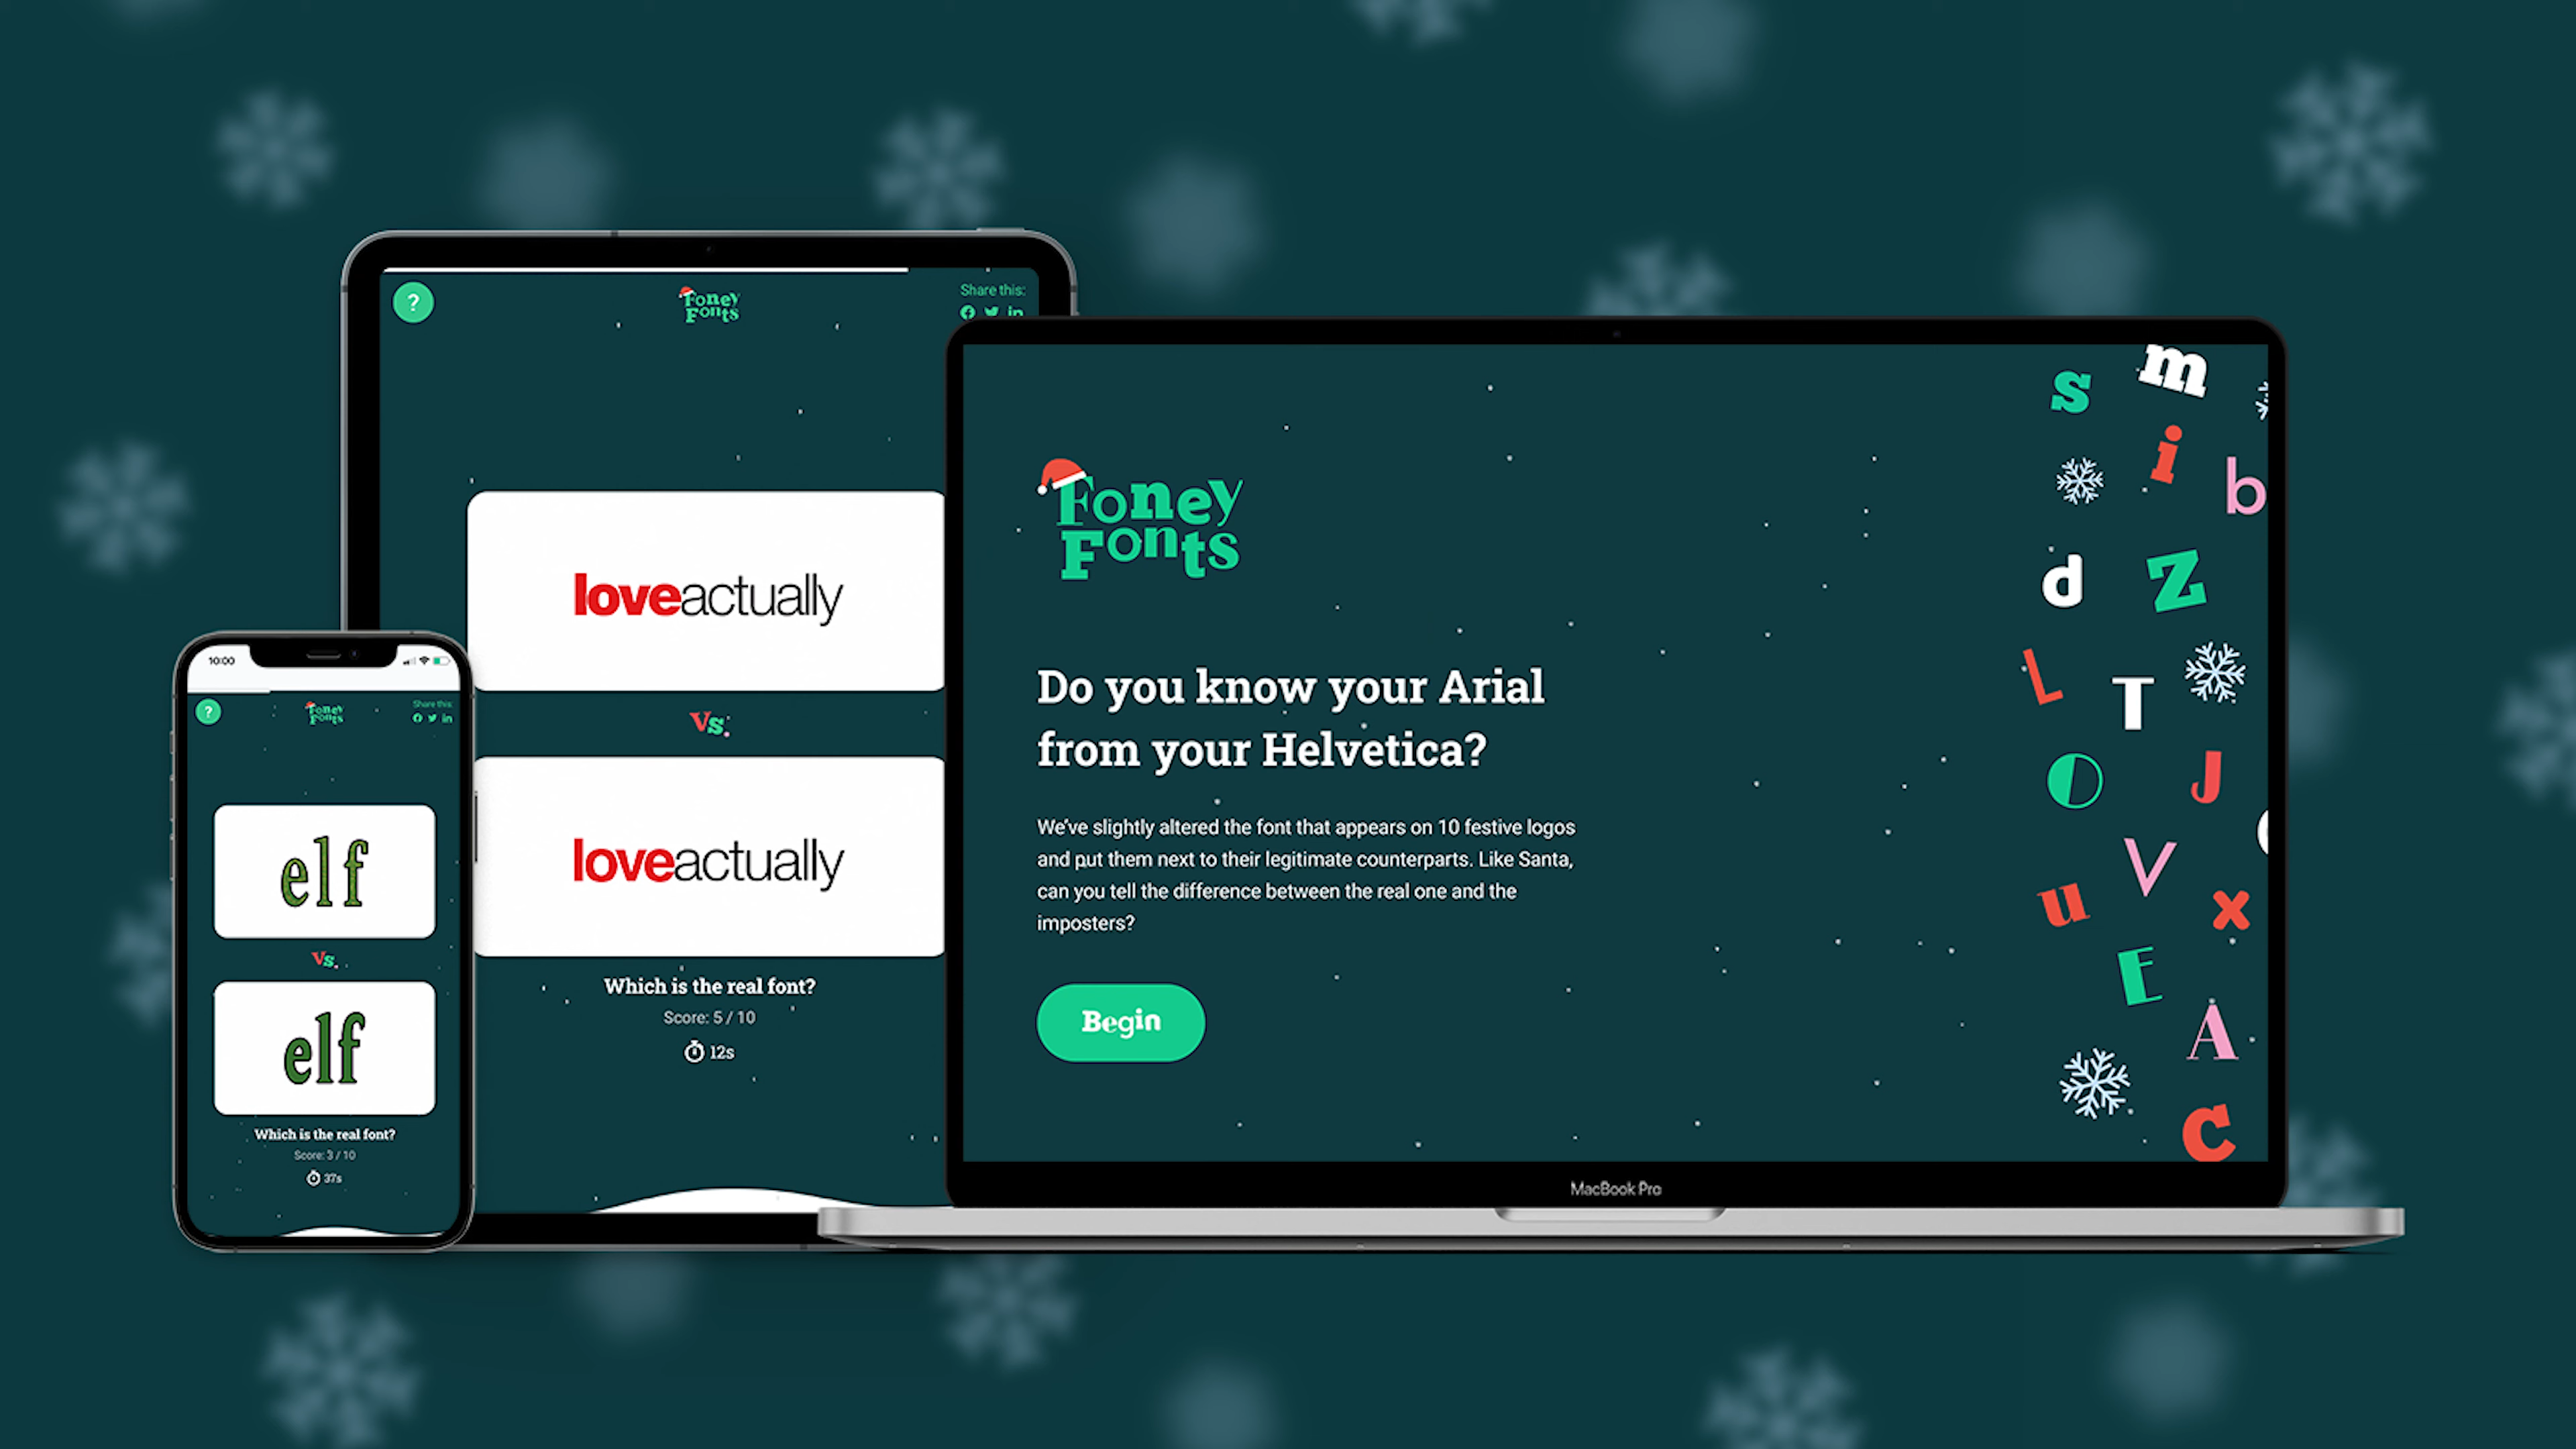 ?
Foney
Fonts
Share this:
loveactually
Vs.
loveactually
Which is the real font?
Score: 5 / 10
12s
10:00
?
Foney
Fonts
Share this:
elf
Vs.
elf
Which is the real font?
Score: 3 / 10
37s
Foney
Fonts
Do you know your Arial
from your Helvetica?
We've slightly altered the font that appears on 10 festive logos
and put them next to their legitimate counterparts. Like Santa,
can you tell the difference between the real one and the
imposters?
Begin
s m
i
b
d z
L T
O J
V
u x
E
A
C
MacBook Pro